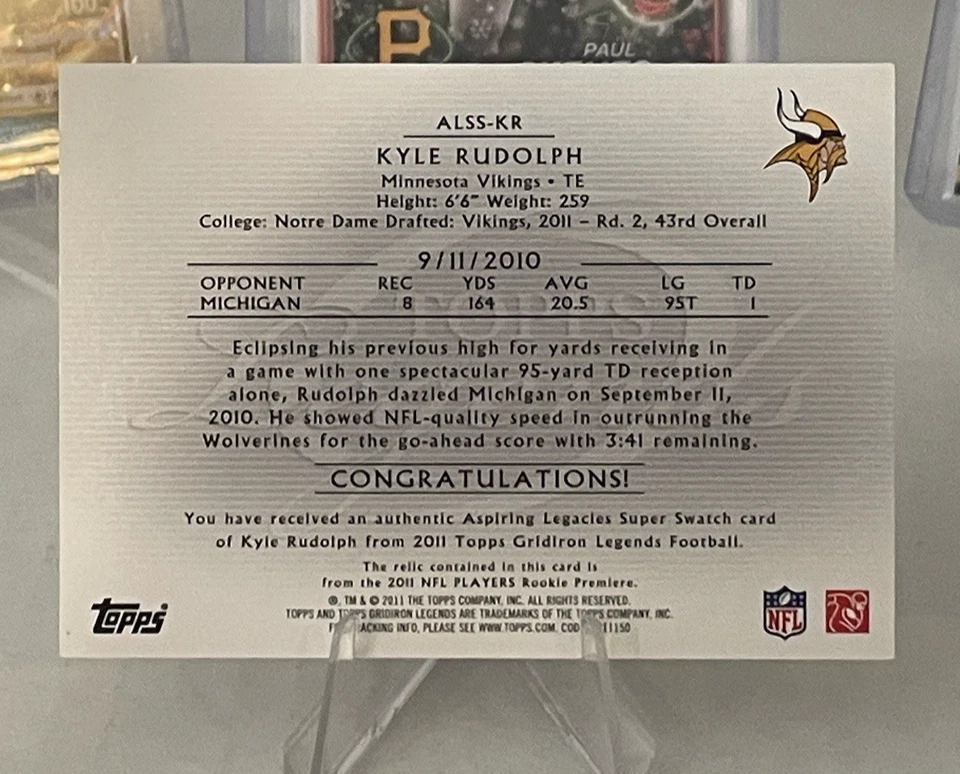 PAUL
ALSS-KR
KYLE RUDOLPH
Minnesota Vikings • TE
Height: 6'6" Weight: 259
College: Notre Dame Drafted: Vikings, 2011 – Rd. 2, 43rd Overall
9/11/2010
OPPONENT REC YDS AVG LG TD
MICHIGAN 8 164 20.5 95T 1
Eclipsing his previous high for yards receiving in
a game with one spectacular 95-yard TD reception
alone, Rudolph dazzled Michigan on September 11,
2010. He showed NFL-quality speed in outrunning the
Wolverines for the go-ahead score with 3:41 remaining.
CONGRATULATIONS!
You have received an authentic Aspiring Legacies Super Swatch card
of Kyle Rudolph from 2011 Topps Gridiron Legends Football.
The relic contained in this card is
from the 2011 NFL PLAYERS Rookie Premiere.
®, TM & © 2011 THE TOPPS COMPANY, INC. ALL RIGHTS RESERVED.
TOPPS AND TOPPS GRIDIRON LEGENDS ARE TRADEMARKS OF THE TOPPS COMPANY, INC.
INFO, PLEASE SEE WWW.TOPPS.COM.
Topps
NFL